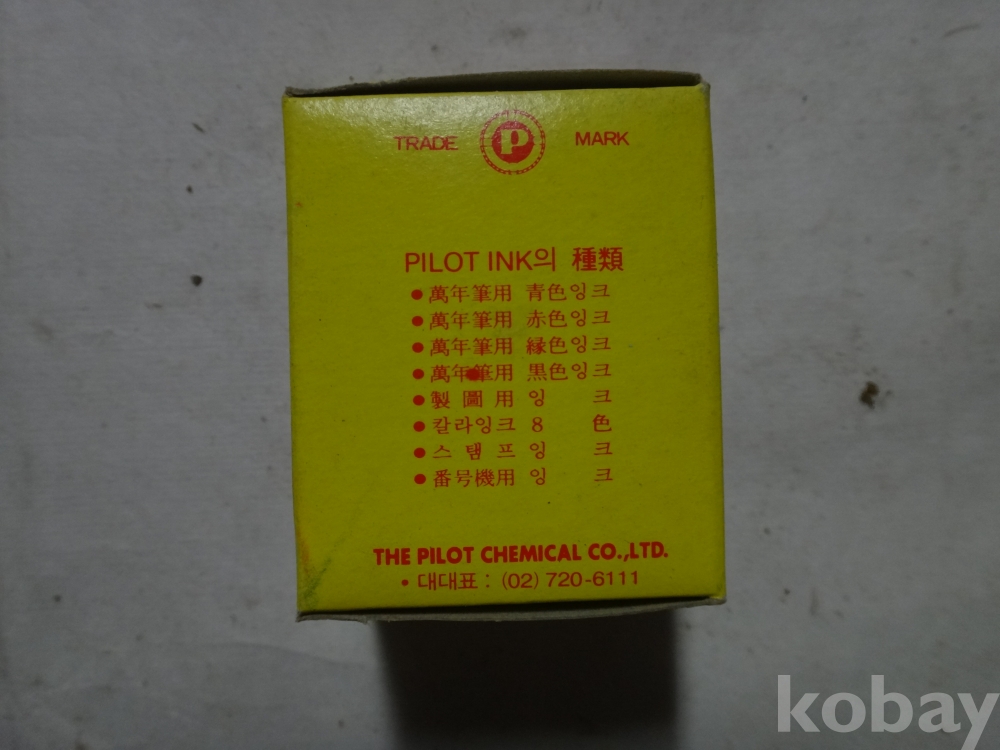 TRADE P MARK
PILOT INK의 種類
● 萬年筆用 青色잉크
● 萬年筆用 赤色잉크
● 萬年筆用 縁色잉크
● 萬年筆用 黒色잉크
● 製圖用 잉 크
● 칼라잉크 8 色
● 스탬프 잉 크
● 番号機用 잉 크
THE PILOT CHEMICAL CO.,LTD.
• 대대표 : (02) 720-6111
kobay